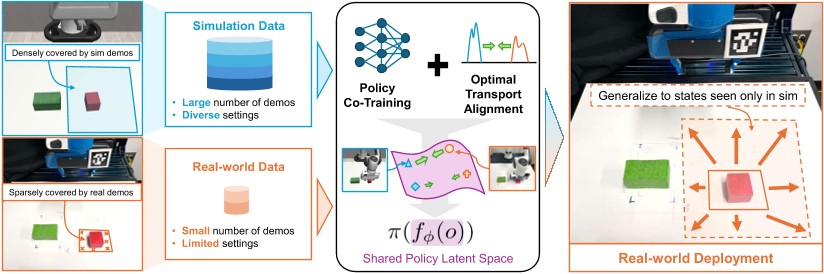 Densely covered by sim demos
Simulation Data
• Large number of demos
• Diverse settings
Sparsely covered by real demos
Real-world Data
• Small number of demos
• Limited settings
Policy
Co-Training
+
Optimal
Transport
Alignment
π(f_ϕ(o))
Shared Policy Latent Space
Generalize to states seen only in sim
Real-world Deployment